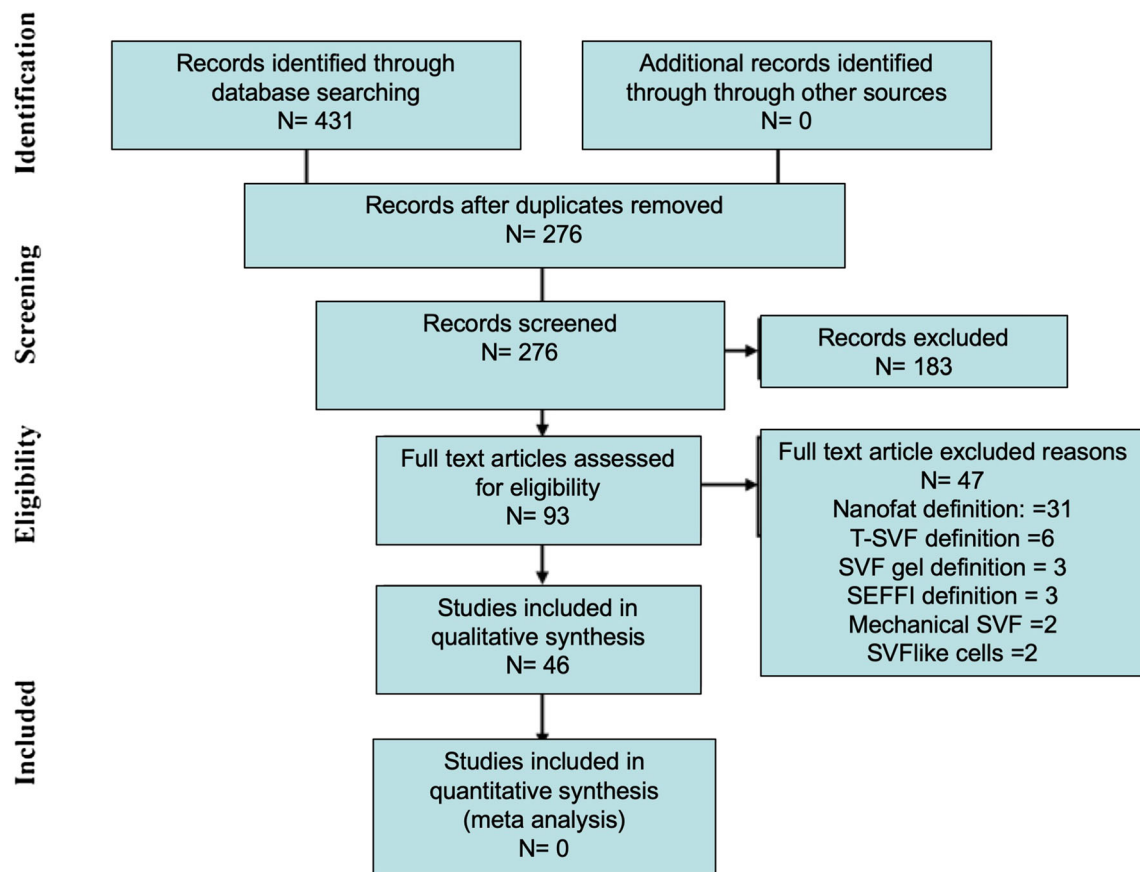 Identification
Records identified through
database searching
N= 431
Additional records identified
through through other sources
N= 0
Records after duplicates removed
N= 276
Screening
Records screened
N= 276
Records excluded
N= 183
Eligibility
Full text articles assessed
for eligibility
N= 93
Full text article excluded reasons
N= 47
Nanofat definition: =31
T-SVF definition =6
SVF gel definition = 3
SEFFI definition = 3
Mechanical SVF =2
SVFlike cells =2
Studies included in
qualitative synthesis
N= 46
Included
Studies included in
quantitative synthesis
(meta analysis)
N= 0